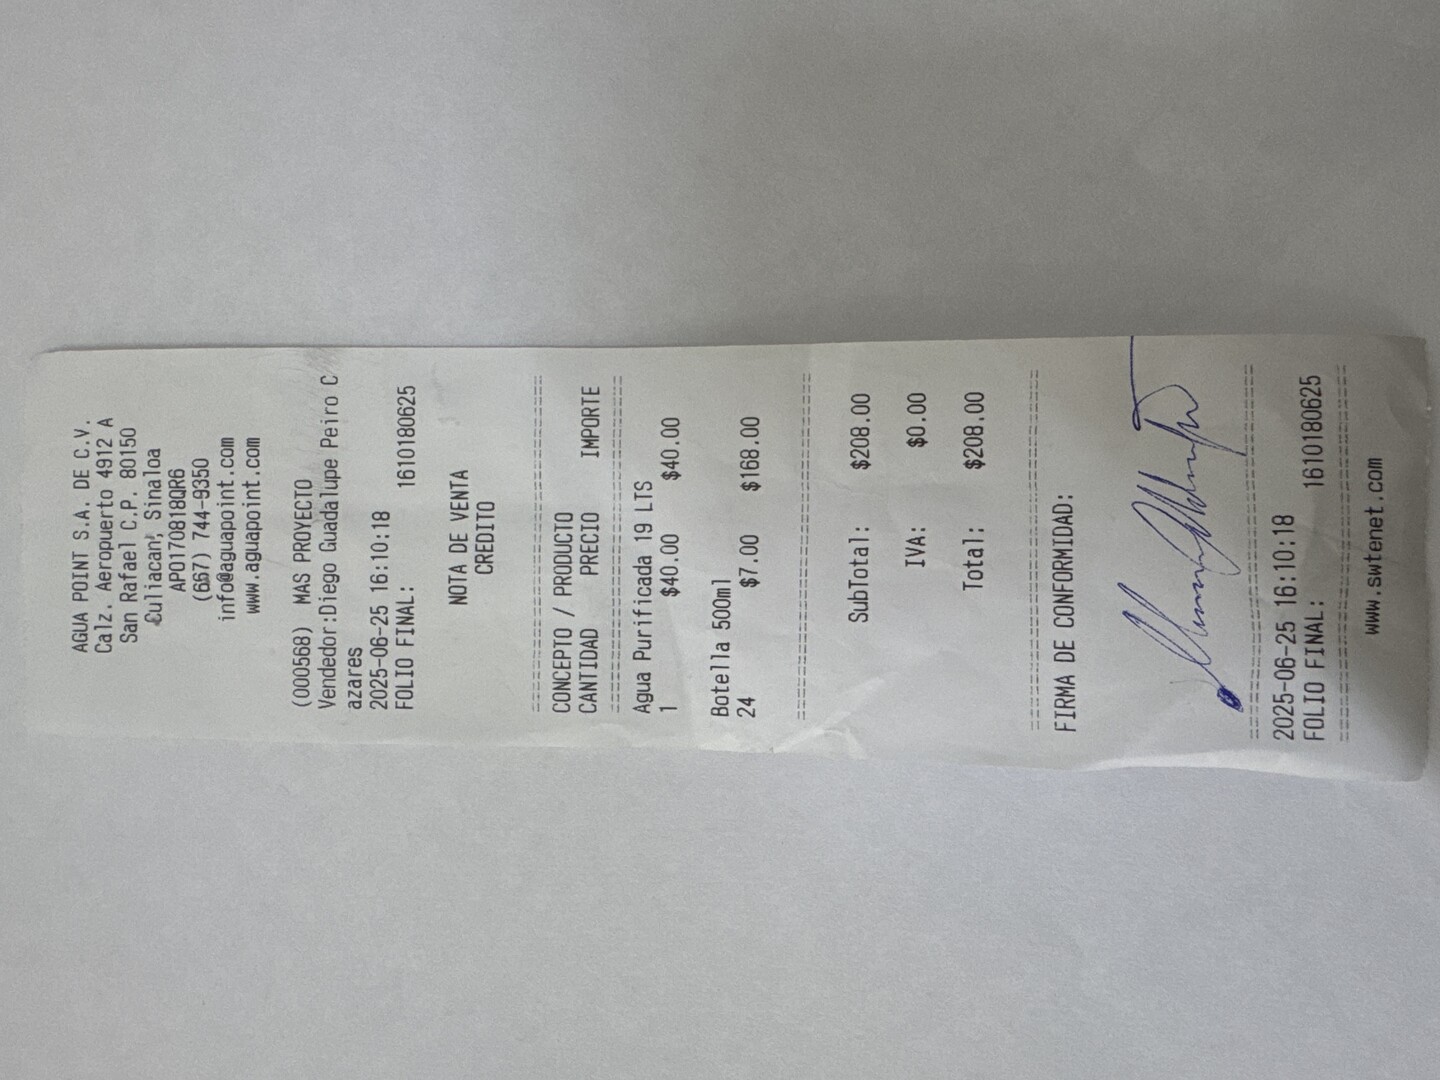 AGUA POINT S.A. DE C.V.
Calz. Aeropuerto 4912 A
San Rafael C.P. 80150
Culiacan, Sinaloa
APO170818QR6
(667) 744-9350
info@aguapoint.com
www.aguapoint.com
(000568) MAS PROYECTO
Vendedor:Diego Guadalupe Peiro C
azares
2025-06-25 16:10:18
FOLIO FINAL: 1610180625
NOTA DE VENTA
CREDITO
================================
CONCEPTO / PRODUCTO
CANTIDAD PRECIO IMPORTE
================================
Agua Purificada 19 LTS
1 $40.00 $40.00
Botella 500ml
24 $7.00 $168.00
================================
SubTotal: $208.00
IVA: $0.00
Total: $208.00
================================
FIRMA DE CONFORMIDAD:
================================
2025-06-25 16:10:18
FOLIO FINAL: 1610180625
================================
www.swtenet.com